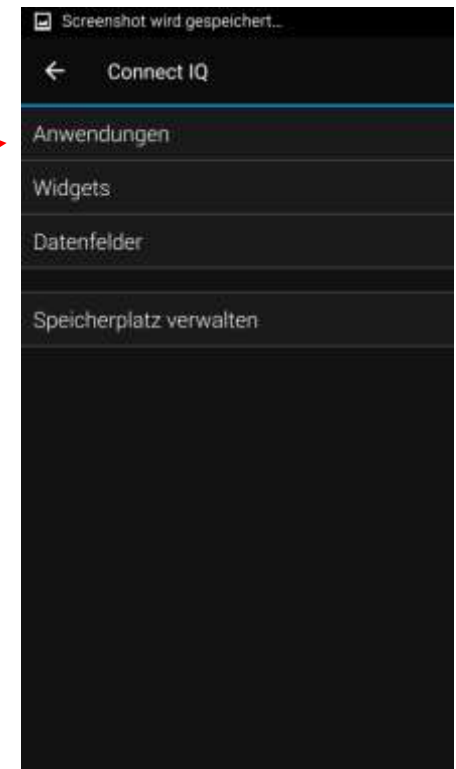 Screenshot wird gespeichert...
Connect IQ
Anwendungen
Widgets
Datenfelder
Speicherplatz verwalten